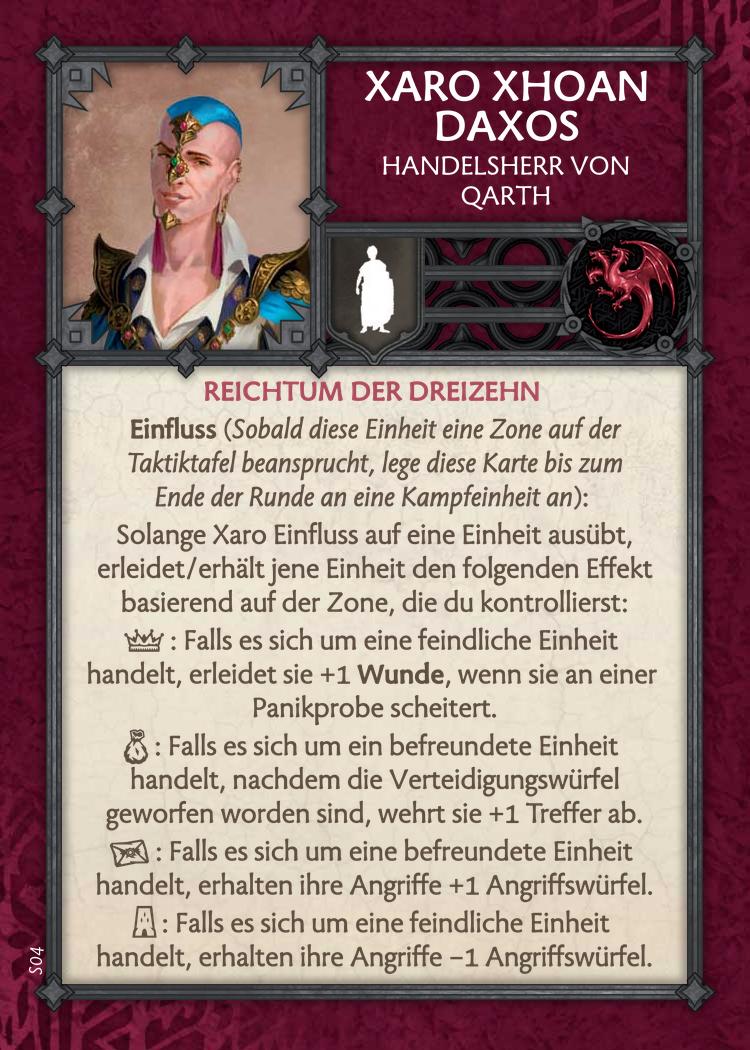 XARO XHOAN
DAXOS
HANDELSHERR VON
QARTH
REICHTUM DER DREIZEHN
Einfluss (Sobald diese Einheit eine Zone auf der
Taktiktafel beansprucht, lege diese Karte bis zum
Ende der Runde an eine Kampfeinheit an):
Solange Xaro Einfluss auf eine Einheit ausübt,
erleidet/erhält jene Einheit den folgenden Effekt
basierend auf der Zone, die du kontrollierst:
: Falls es sich um eine feindliche Einheit
handelt, erleidet sie +1 Wunde, wenn sie an einer
Panikprobe scheitert.
: Falls es sich um ein befreundete Einheit
handelt, nachdem die Verteidigungswürfel
geworfen worden sind, wehrt sie +1 Treffer ab.
: Falls es sich um eine befreundete Einheit
handelt, erhalten ihre Angriffe +1 Angriffswürfel.
: Falls es sich um eine feindliche Einheit
handelt, erhalten ihre Angriffe −1 Angriffswürfel.
S04